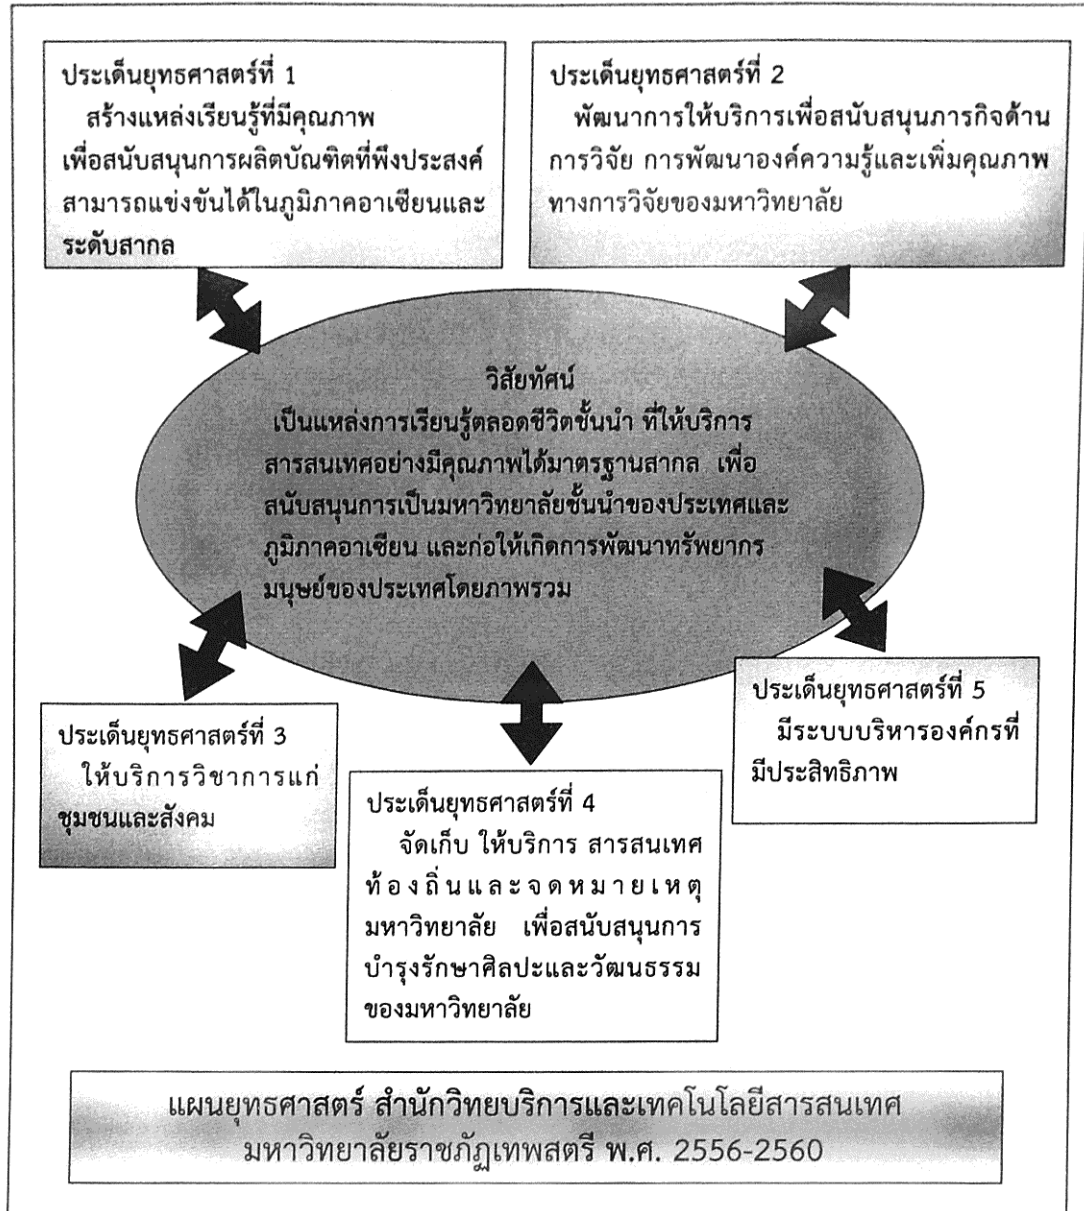 ประเด็นยุทธศาสตร์ที่ 1
สร้างแหล่งเรียนรู้ที่มีคุณภาพ
เพื่อสนับสนุนการผลิตบัณฑิตที่พึงประสงค์
สามารถแข่งขันได้ในภูมิภาคอาเซียนและ
ระดับสากล
ประเด็นยุทธศาสตร์ที่ 2
พัฒนาการให้บริการเพื่อสนับสนุนภารกิจด้าน
การวิจัย การพัฒนาองค์ความรู้และเพิ่มคุณภาพ
ทางการวิจัยของมหาวิทยาลัย
วิสัยทัศน์
เป็นแหล่งการเรียนรู้ตลอดชีวิตชั้นนำ ที่ให้บริการ
สารสนเทศอย่างมีคุณภาพได้มาตรฐานสากล เพื่อ
สนับสนุนการเป็นมหาวิทยาลัยชั้นนำของประเทศและ
ภูมิภาคอาเซียน และก่อให้เกิดการพัฒนาทรัพยากร
มนุษย์ของประเทศโดยภาพรวม
ประเด็นยุทธศาสตร์ที่ 3
ให้บริการวิชาการแก่
ชุมชนและสังคม
ประเด็นยุทธศาสตร์ที่ 4
จัดเก็บ ให้บริการ สารสนเทศ
ท้องถิ่นและจดหมายเหตุ
มหาวิทยาลัย เพื่อสนับสนุนการ
บำรุงรักษาศิลปะและวัฒนธรรม
ของมหาวิทยาลัย
ประเด็นยุทธศาสตร์ที่ 5
มีระบบบริหารองค์กรที่
มีประสิทธิภาพ
แผนยุทธศาสตร์ สำนักวิทยบริการและเทคโนโลยีสารสนเทศ
มหาวิทยาลัยราชภัฏเทพสตรี พ.ศ. 2556-2560